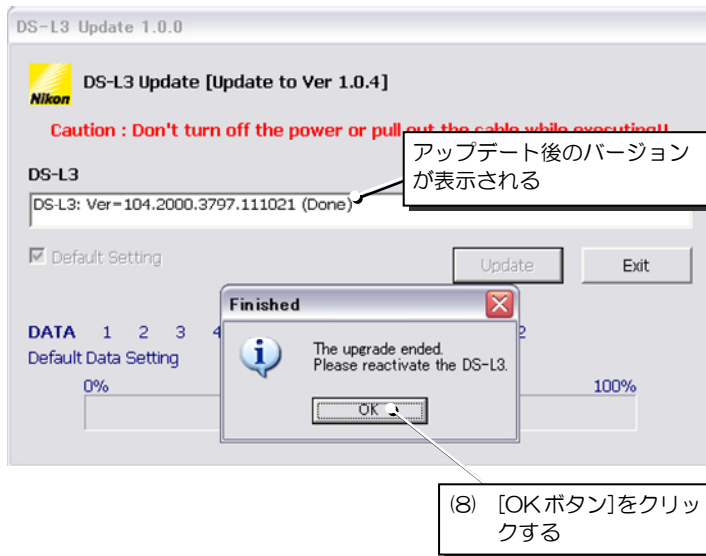 DS-L3 Update 1.0.0
Nikon
DS-L3 Update [Update to Ver 1.0.4]
Caution : Don't turn off the power or pull out the cable while executing!!
アップデート後のバージョン
が表示される
DS-L3
DS-L3: Ver=104.2000.3797.111021 (Done)
Default Setting
Update
Exit
Finished
DATA 1 2 3 4 2
The upgrade ended.
Please reactivate the DS-L3.
Default Data Setting
0%
100%
OK
(8) [OKボタン]をクリッ
クする